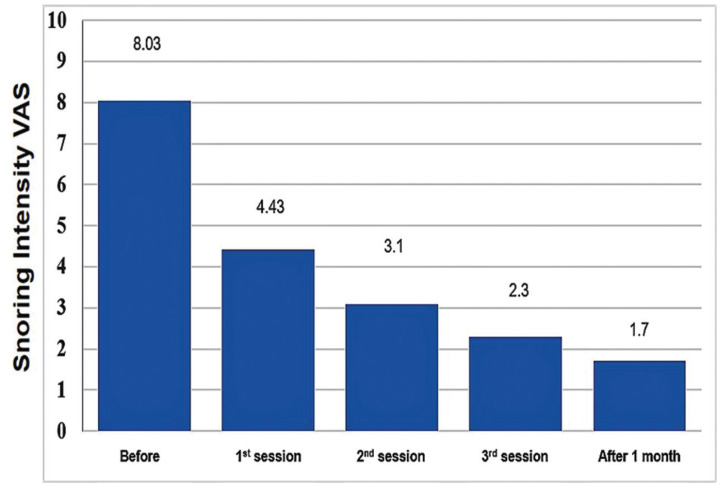 Snoring Intensity VAS
10
9
8
7
6
5
4
3
2
1
0
8.03
4.43
3.1
2.3
1.7
Before
1st session
2nd session
3rd session
After 1 month